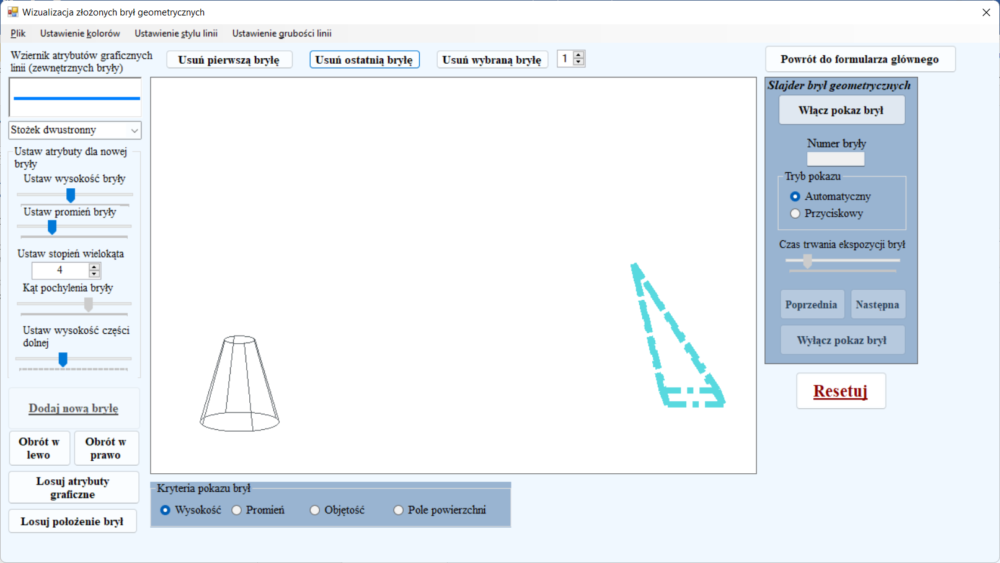 Wizualizacja złożonych brył geometrycznych
Plik Ustawienie kolorów Ustawienie stylu linii Ustawienie grubości linii
Wziernik atrybutów graficznych
linii (zewnętrznych bryły)
Usuń pierwszą bryłę
Usuń ostatnią bryłę
Usuń wybraną bryłę
1
Powrót do formularza głównego
Stożek dwustronny
Ustaw atrybuty dla nowej
bryły
Ustaw wysokość bryły
Ustaw promień bryły
Ustaw stopień wielokąta
4
Kąt pochylenia bryły
Ustaw wysokość części
dolnej
Dodaj nową bryłę
Obrót w
lewo
Obrót w
prawo
Losuj atrybuty
graficzne
Losuj położenie brył
Kryteria pokazu brył
Wysokość Promień Objętość Pole powierzchni
Slajder brył geometrycznych
Włącz pokaz brył
Numer bryły
Tryb pokazu
Automatyczny
Przyciskowy
Czas trwania ekspozycji brył
Poprzednia
Następna
Wyłącz pokaz brył
Resetuj